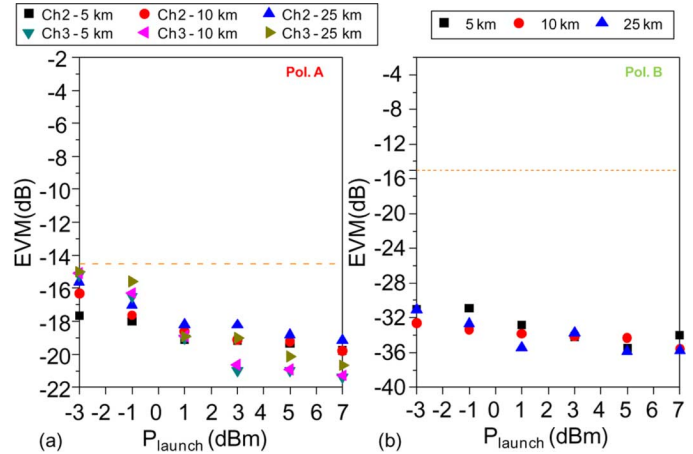 Ch2 - 5 km Ch2 - 10 km Ch2 - 25 km
Ch3 - 5 km Ch3 - 10 km Ch3 - 25 km
Pol. A
EVM(dB)
-2
-4
-6
-8
-10
-12
-14
-16
-18
-20
-22
-3 -2 -1 0 1 2 3 4 5 6 7
(a) Plaunch (dBm)
5 km 10 km 25 km
Pol. B
EVM(dB)
-4
-8
-12
-16
-20
-24
-28
-32
-36
-40
-3 -2 -1 0 1 2 3 4 5 6 7
(b) Plaunch (dBm)